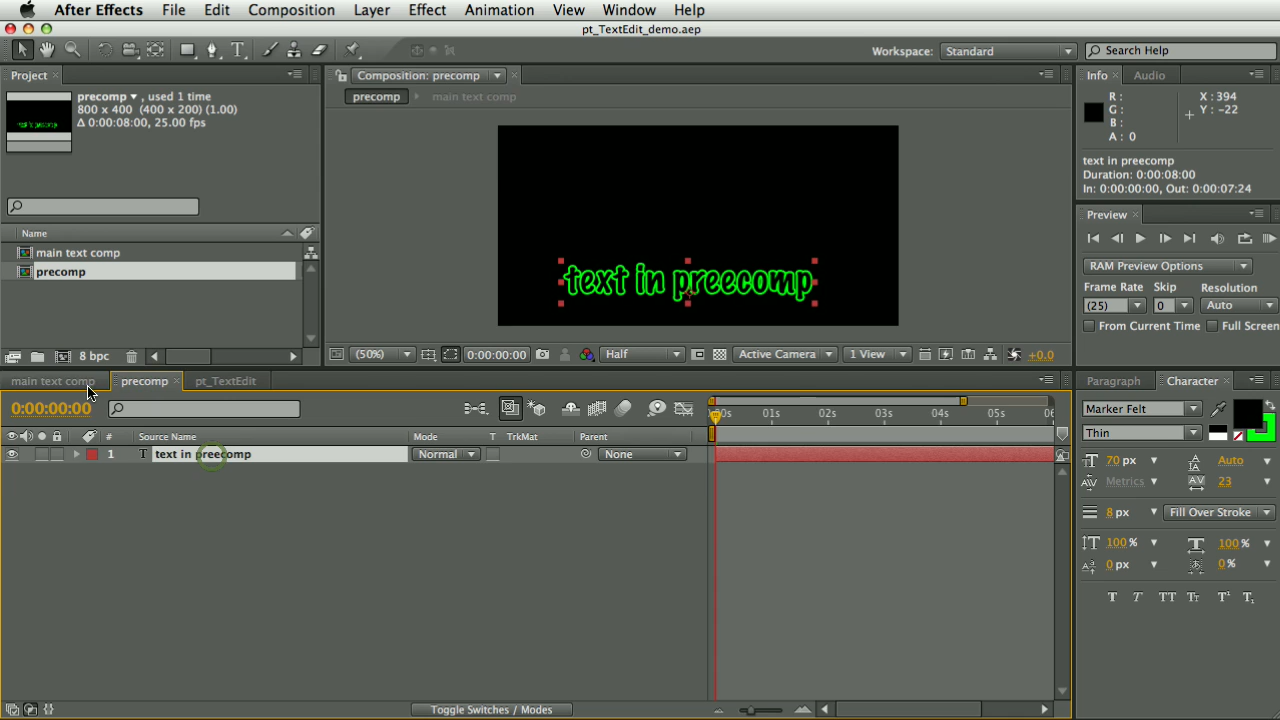 After Effects File Edit Composition Layer Effect Animation View Window Help
pt_TextEdit_demo.aep
Workspace: Standard Search Help
Project
precomp , used 1 time
800 x 400 (400 x 200) (1.00)
Δ 0:00:08:00, 25.00 fps
Name
main text comp
precomp
8 bpc
Composition: precomp
precomp main text comp
text in preecomp
(50%) 0:00:00:00 Half Active Camera 1 View +0.0
Info Audio
R: X: 394
G: Y: -22
B:
A: 0
text in preecomp
Duration: 0:00:08:00
In: 0:00:00:00, Out: 0:00:07:24
Preview
RAM Preview Options
Frame Rate Skip Resolution
(25) 0 Auto
From Current Time Full Screen
main text comp precomp pt_TextEdit
0:00:00:00
01s 02s 03s 04s 05s
# Source Name Mode T TrkMat Parent
1 T text in preecomp Normal None
Toggle Switches / Modes
Paragraph Character
Marker Felt
Thin
70 px Auto
Metrics 23
8 px Fill Over Stroke
100 % 100 %
0 px 0 %
T T TT Tt T¹ T₁